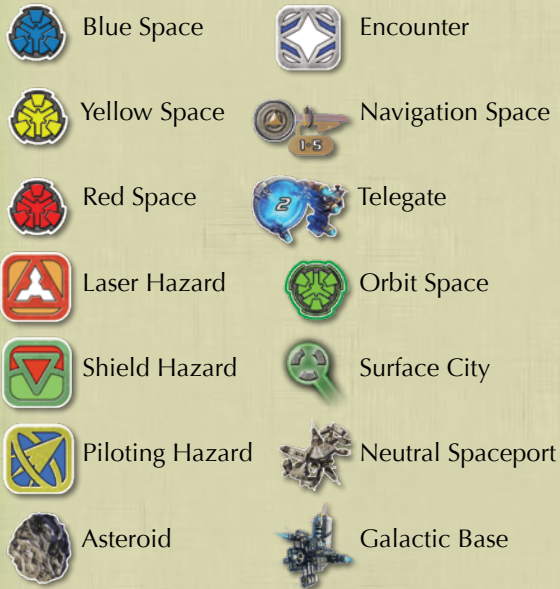 Blue Space
Encounter
Yellow Space
1-5
Navigation Space
Red Space
2
Telegate
Laser Hazard
Orbit Space
Shield Hazard
Surface City
Piloting Hazard
Neutral Spaceport
Asteroid
Galactic Base